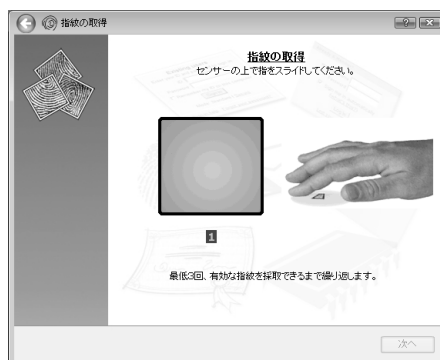 指紋の取得
指紋の取得
センサーの上で指をスライドしてください。
1
最低3回、有効な指紋を採取できるまで繰り返します。
次へ